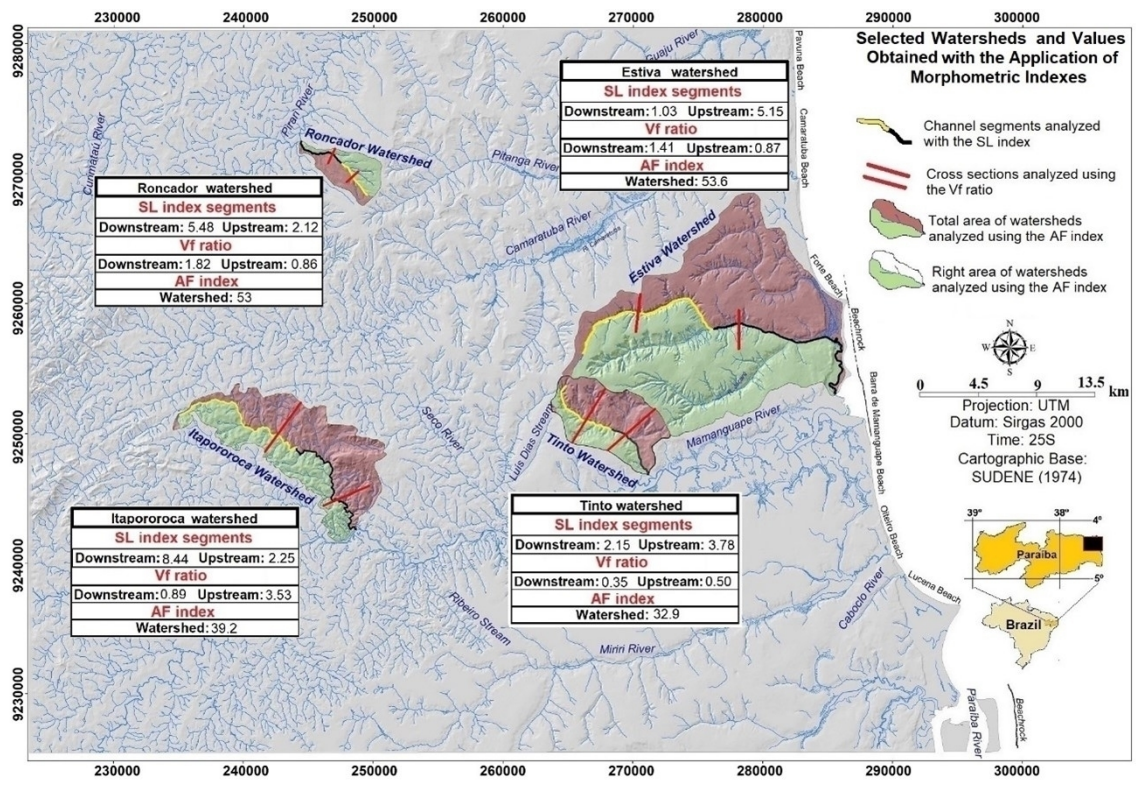 230000 240000 250000 260000 270000 280000 290000 300000
9280000
9270000
9260000
9250000
9240000
9230000
Selected Watersheds and Values
Obtained with the Application of
Morphometric Indexes
Channel segments analyzed
with the SL index
Cross sections analyzed using
the Vf ratio
Total area of watersheds
analyzed using the AF index
Right area of watersheds
analyzed using the AF index
N
W E
S
0 4.5 9 13.5 km
Projection: UTM
Datum: Sirgas 2000
Time: 25S
Cartographic Base:
SUDENE (1974)
39° 38° 4°
Paraíba
5°
Brazil
Estiva watershed
SL index segments
Downstream: 1.03 Upstream: 5.15
Vf ratio
Downstream: 1.41 Upstream: 0.87
AF index
Watershed: 53.6
Roncador watershed
SL index segments
Downstream: 5.48 Upstream: 2.12
Vf ratio
Downstream: 1.82 Upstream: 0.86
AF index
Watershed: 53
Itapororoca watershed
SL index segments
Downstream: 8.44 Upstream: 2.25
Vf ratio
Downstream: 0.89 Upstream: 3.53
AF index
Watershed: 39.2
Tinto watershed
SL index segments
Downstream: 2.15 Upstream: 3.78
Vf ratio
Downstream: 0.35 Upstream: 0.50
AF index
Watershed: 32.9
Guaju River
Pirari River
Curimataú River
Roncador Watershed
Pitanga River
Camaratuba River
Estiva Watershed
Seco River
Luis Dias Stream
Mamanguape River
Tinto Watershed
Itapororoca Watershed
Ribeiro Stream
Miriri River
Caboclo River
Paraíba River
Pavuna Beach
Camaratuba Beach
Forte Beach
Beachrock
Barra de Mamanguape Beach
Oiteiro Beach
Lucena Beach
Beachrock
230000 240000 250000 260000 270000 280000 290000 300000